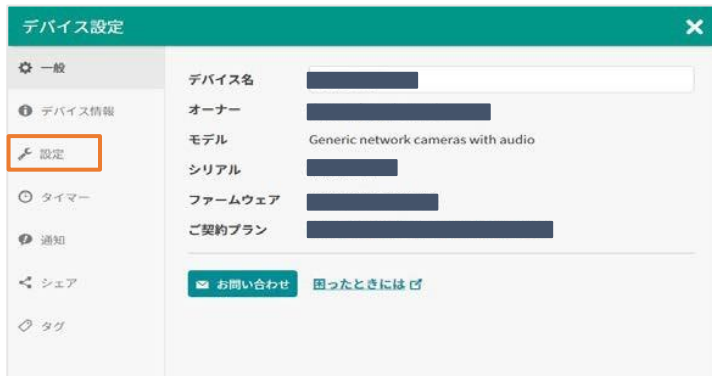 デバイス設定
一般
デバイス情報
設定
タイマー
通知
シェア
タグ
デバイス名
オーナー
モデル Generic network cameras with audio
シリアル
ファームウェア
ご契約プラン
お問い合わせ 困ったときには